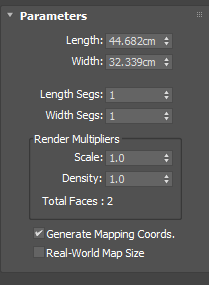 Parameters
Length: 44.682cm
Width: 32.339cm
Length Segs: 1
Width Segs: 1
Render Multipliers
Scale: 1.0
Density: 1.0
Total Faces : 2
Generate Mapping Coords.
Real-World Map Size